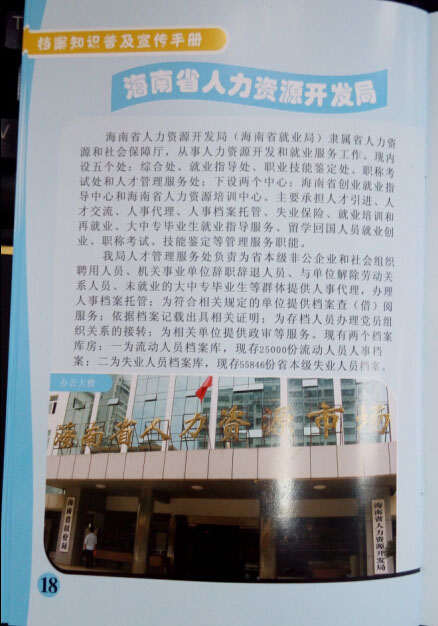 档案知识普及宣传手册
海南省人力资源开发局
海南省人力资源开发局（海南省就业局）隶属省人力资
源和社会保障厅，从事人力资源开发和就业服务工作。现内
设五个处：综合处、就业指导处、职业技能鉴定处、职称考
试处和人才管理服务处；下设两个中心：海南省创业就业指
导中心和海南省人力资源培训中心。主要承担人才引进、人
才交流、人事代理、人事档案托管、失业保险、就业培训和
再就业、大中专毕业生就业指导服务、留学回国人员就业创
业、职称考试、技能鉴定等管理服务职能。
我局人才管理服务处负责为省本级非公企业和社会组织
聘用人员、机关事业单位辞职辞退人员、与单位解除劳动关
系人员、未就业的大中专毕业生等群体提供人事代理，办理
人事档案托管；为符合相关规定的单位提供档案查（借）阅
服务；依据档案记载出具相关证明；为存档人员办理党员组
织关系的接转；为相关单位提供政审等服务。现有两个档案
库房：一为流动人员档案库，现存25000份流动人员人事档
案；二为失业人员档案库，现存55846份省本级失业人员档案。
办公大楼
海南省人力资源市场
海南省就业局
海南省人力资源开发局
18